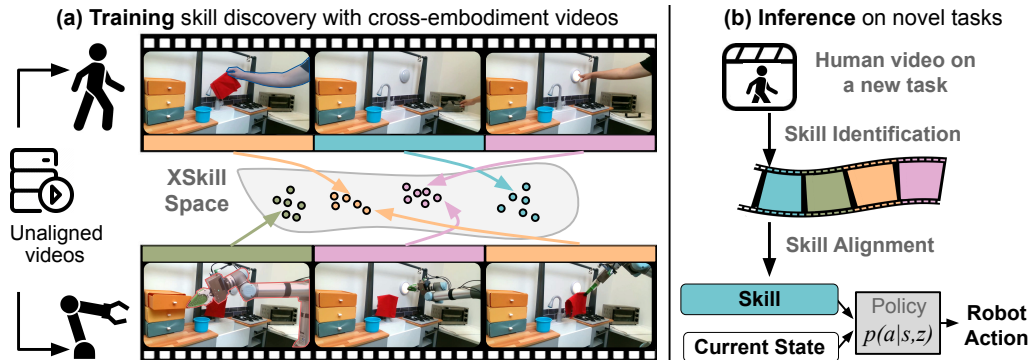 (a) Training skill discovery with cross-embodiment videos
XSkill
Space
Unaligned
videos
(b) Inference on novel tasks
Human video on
a new task
Skill Identification
Skill Alignment
Skill
Current State
Policy
p(a|s,z)
Robot
Action